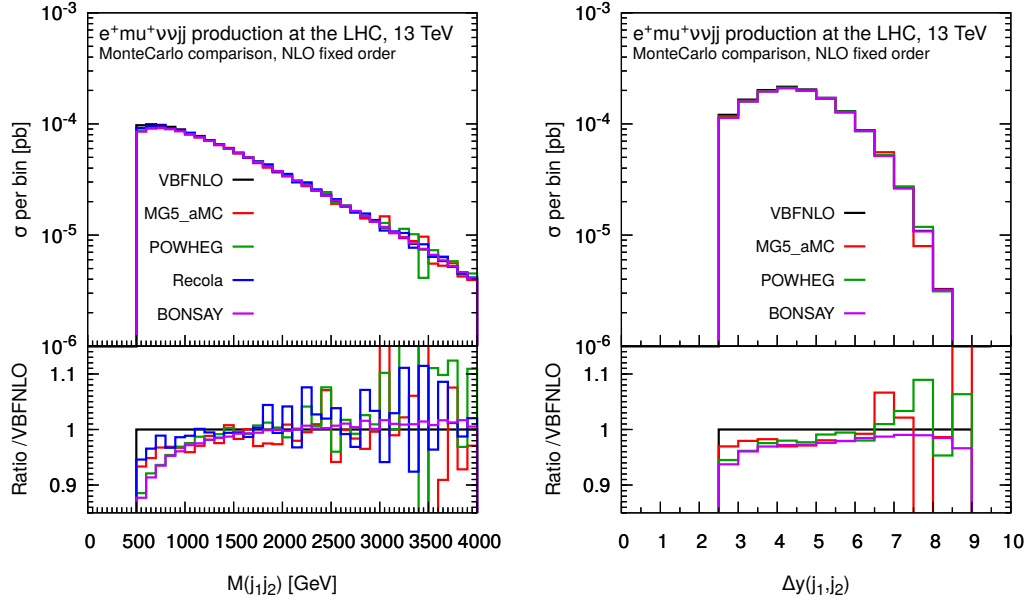 e⁺mu⁺ννjj production at the LHC, 13 TeV
MonteCarlo comparison, NLO fixed order
σ per bin [pb]
10⁻³
10⁻⁴
10⁻⁵
10⁻⁶
VBFNLO
MG5_aMC
POWHEG
Recola
BONSAY
Ratio /VBFNLO
1.1
1
0.9
0 500 1000 1500 2000 2500 3000 3500 4000
M(j₁j₂) [GeV]
e⁺mu⁺ννjj production at the LHC, 13 TeV
MonteCarlo comparison, NLO fixed order
σ per bin [pb]
10⁻³
10⁻⁴
10⁻⁵
10⁻⁶
VBFNLO
MG5_aMC
POWHEG
BONSAY
Ratio /VBFNLO
1.1
1
0.9
0 1 2 3 4 5 6 7 8 9 10
Δy(j₁,j₂)